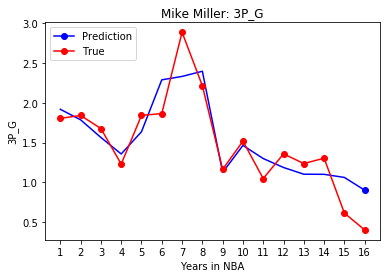 Mike Miller: 3P_G
Prediction
True
3P_G
3.0
2.5
2.0
1.5
1.0
0.5
1 2 3 4 5 6 7 8 9 10 11 12 13 14 15 16
Years in NBA